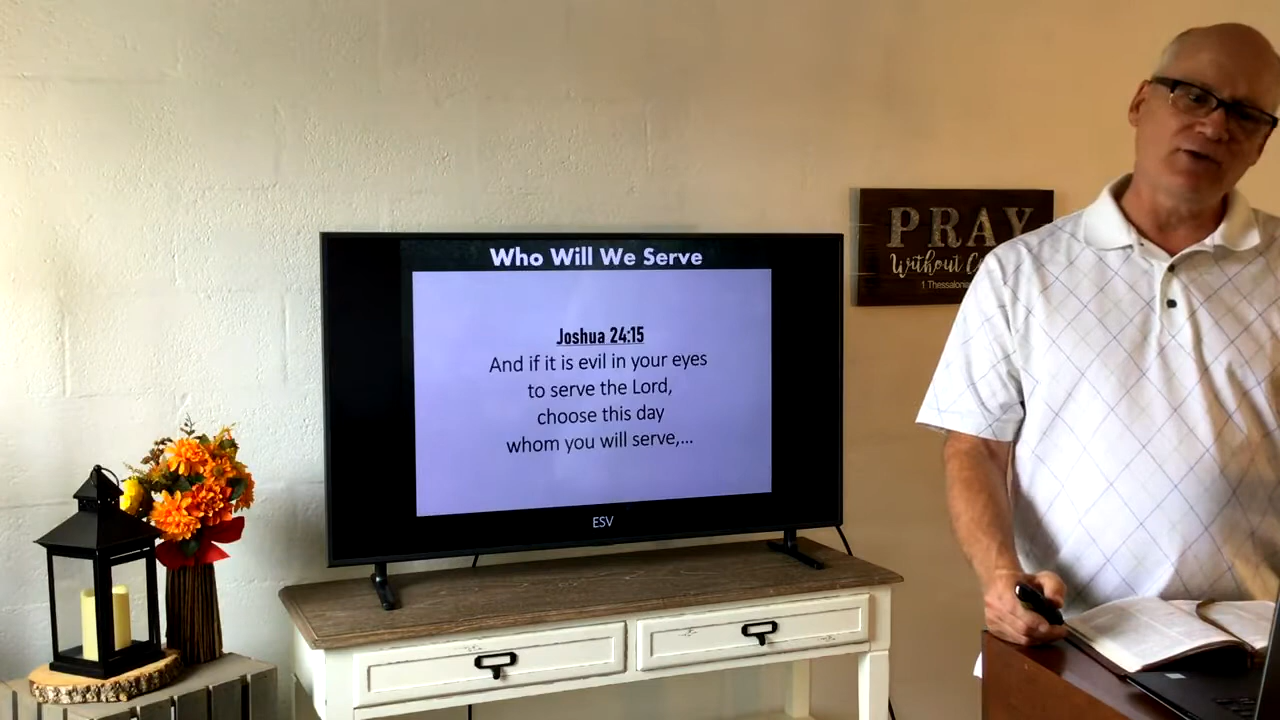 Who Will We Serve
Joshua 24:15
And if it is evil in your eyes
to serve the Lord,
choose this day
whom you will serve,...
ESV
PRAY
Without
1